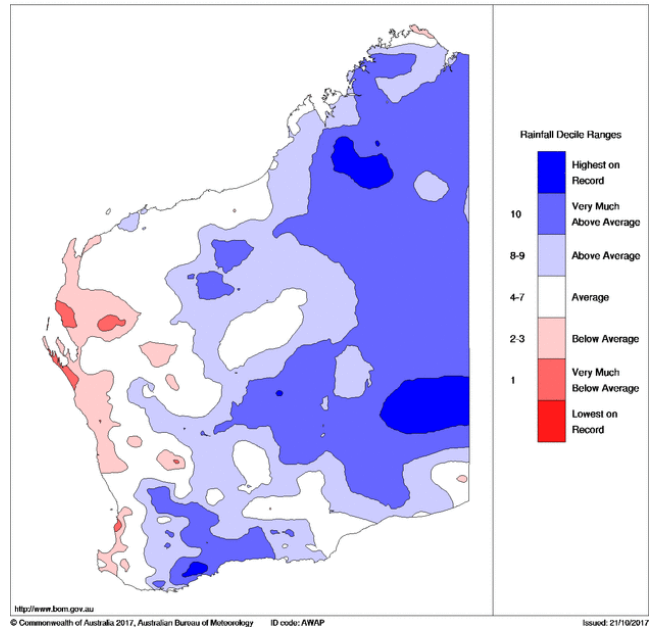 Rainfall Decile Ranges
Highest on
Record
10
Very Much
Above Average
8-9
Above Average
4-7
Average
2-3
Below Average
1
Very Much
Below Average
Lowest on
Record
http://www.bom.gov.au
© Commonwealth of Australia 2017, Australian Bureau of Meteorology ID code: AWAP Issued: 21/10/2017